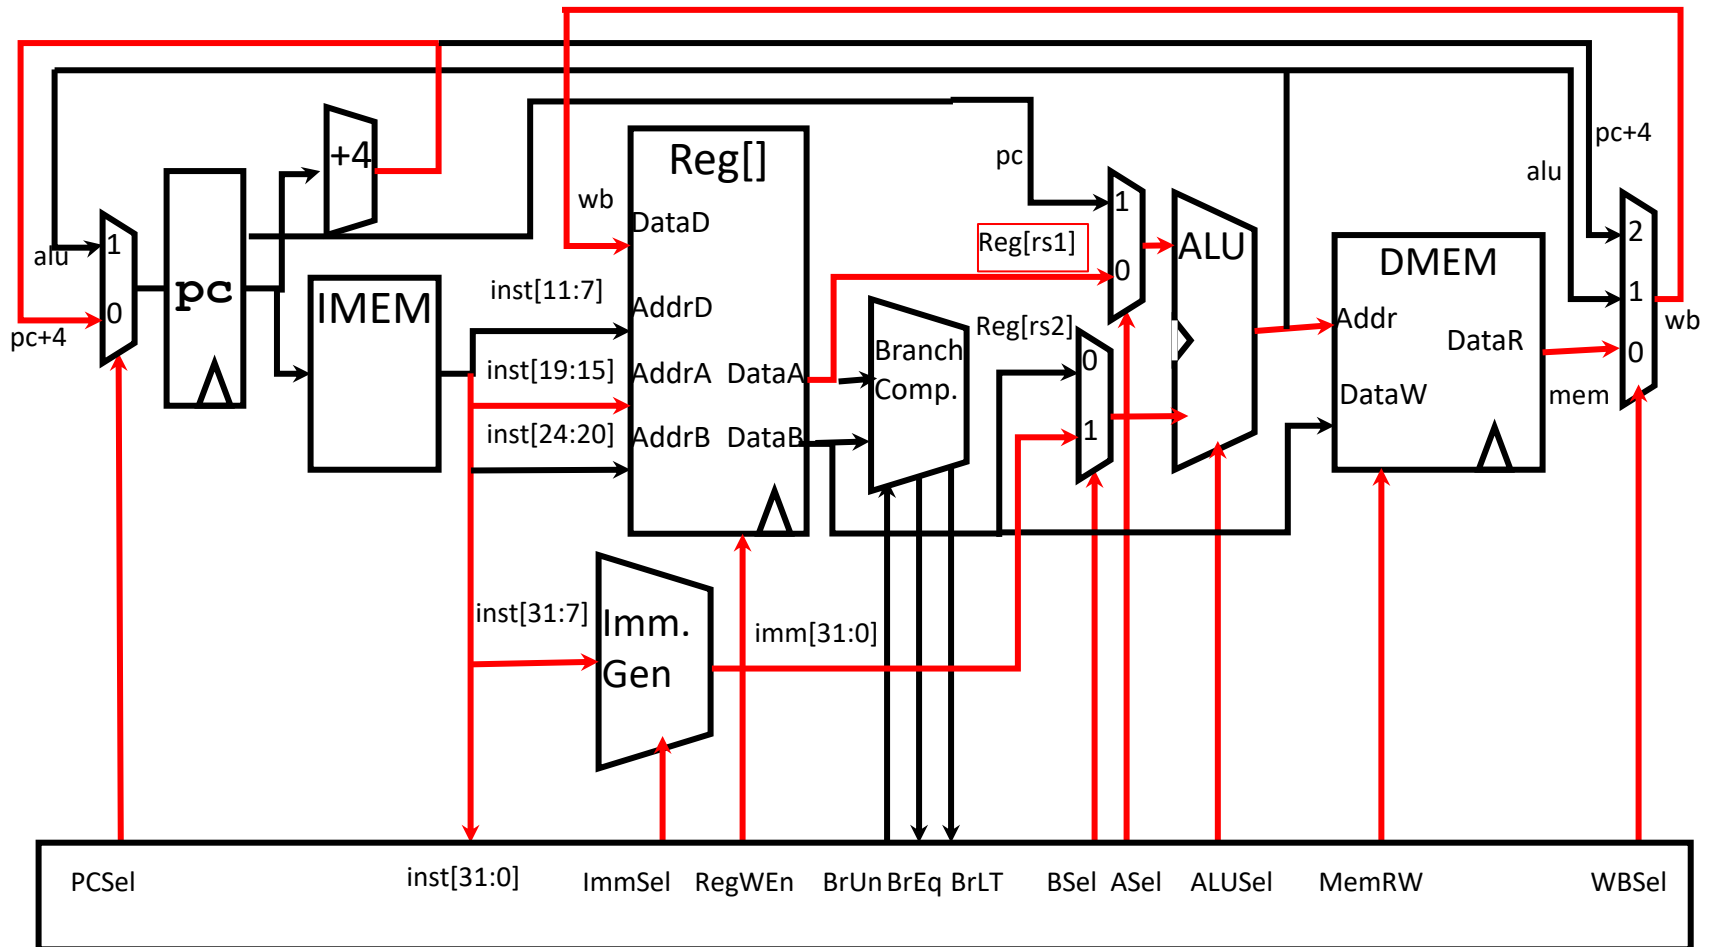 +4
Reg[]
pc
pc+4
alu
wb
DataD
Reg[rs1]
ALU
DMEM
1
0
2
1
0
alu
pc+4
1
0
pc
IMEM
inst[11:7]
AddrD
Reg[rs2]
Addr
DataR
wb
inst[19:15]
AddrA
DataA
Branch
Comp.
0
1
DataW
mem
inst[24:20]
AddrB
DataB
inst[31:7]
Imm.
Gen
imm[31:0]
PCSel
inst[31:0]
ImmSel
RegWEn
BrUn
BrEq
BrLT
BSel
ASel
ALUSel
MemRW
WBSel